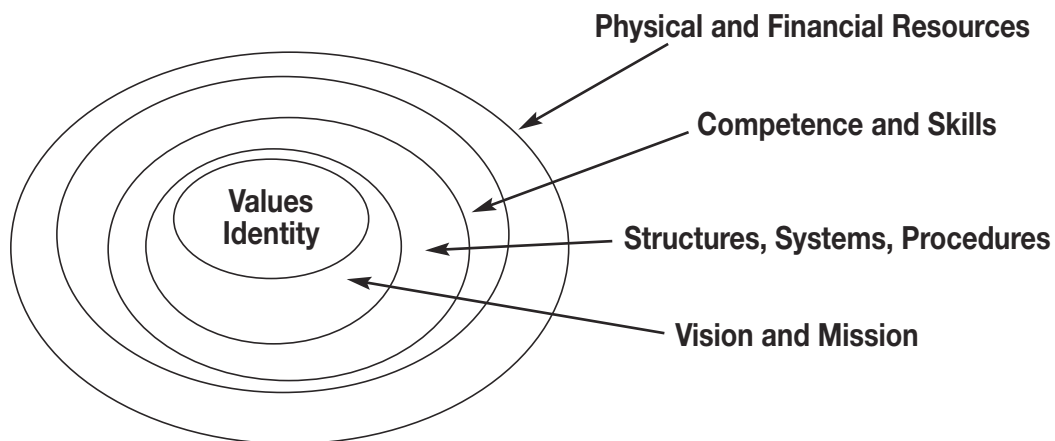 Physical and Financial Resources
Competence and Skills
Values
Identity
Structures, Systems, Procedures
Vision and Mission